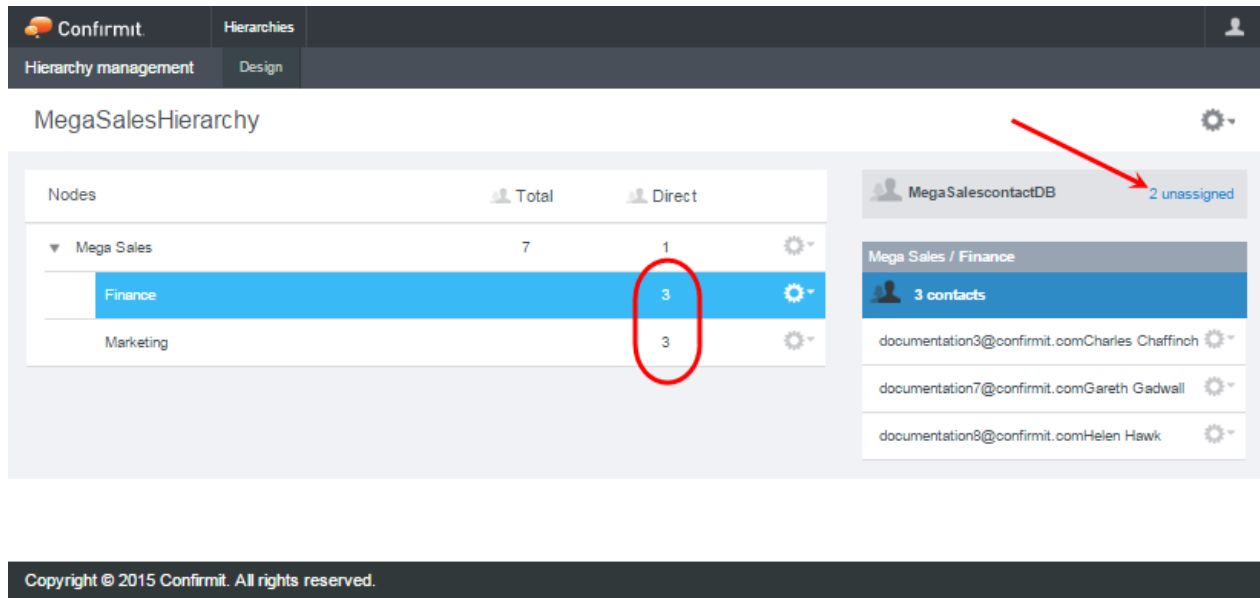 Confirmit. Hierarchies
Hierarchy management Design
MegaSalesHierarchy
Nodes Total Direct
Mega Sales 7 1
Finance 3
Marketing 3
MegaSalescontactDB 2 unassigned
Mega Sales / Finance
3 contacts
documentation3@confirmit.comCharles Chaffinch
documentation7@confirmit.comGareth Gadwall
documentation8@confirmit.comHelen Hawk
Copyright © 2015 Confirmit. All rights reserved.